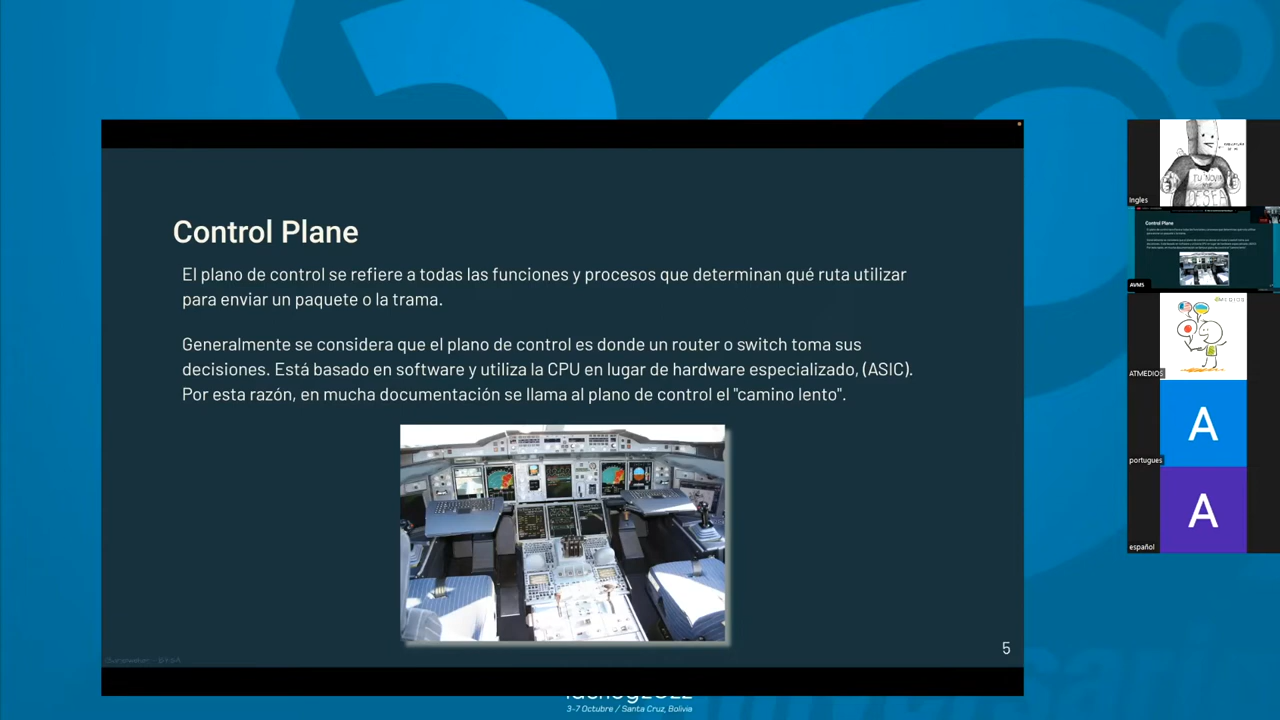 Control Plane
El plano de control se refiere a todas las funciones y procesos que determinan qué ruta utilizar
para enviar un paquete o la trama.
Generalmente se considera que el plano de control es donde un router o switch toma sus
decisiones. Está basado en software y utiliza la CPU en lugar de hardware especializado, (ASIC).
Por esta razón, en mucha documentación se llama al plano de control el "camino lento".
5
3-7 Octubre / Santa Cruz, Bolivia
Ingles
Control Plane
AVMS
ATMEDIOS
A
portugues
A
español